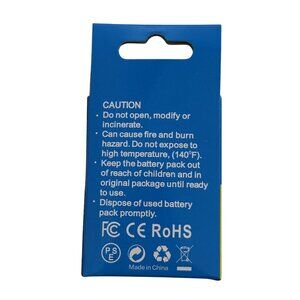 CAUTION
· Do not open, modify or
incinerate.
· Can cause fire and burn
hazard. Do not expose to
high temperature, (140°F).
· Keep the battery pack out
of reach of children and in
original package until ready
to use.
· Dispose of used battery
pack promptly.
FC CE RoHS
PSE Made in China